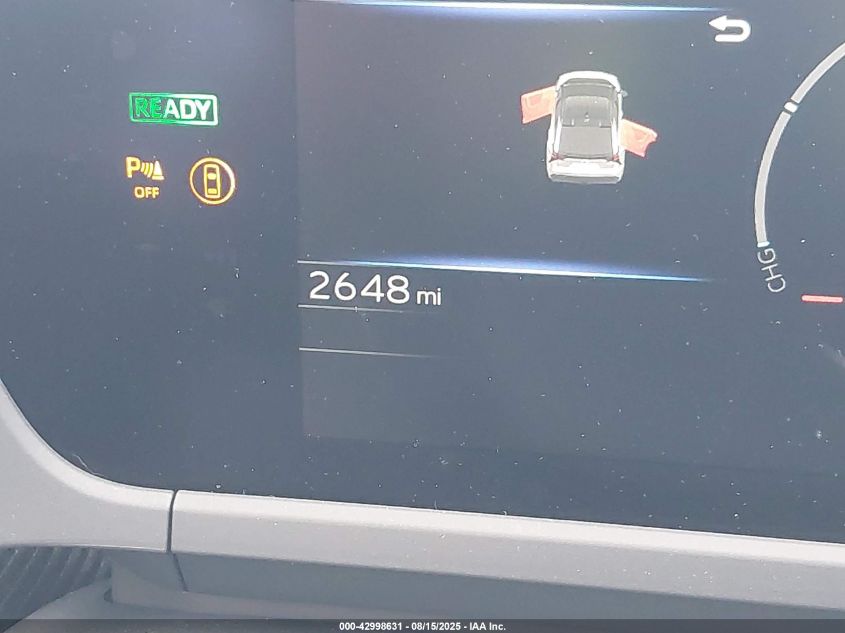 READY
P
OFF
2648 mi
CHG
000-42998631 - 08/15/2025 - IAA Inc.